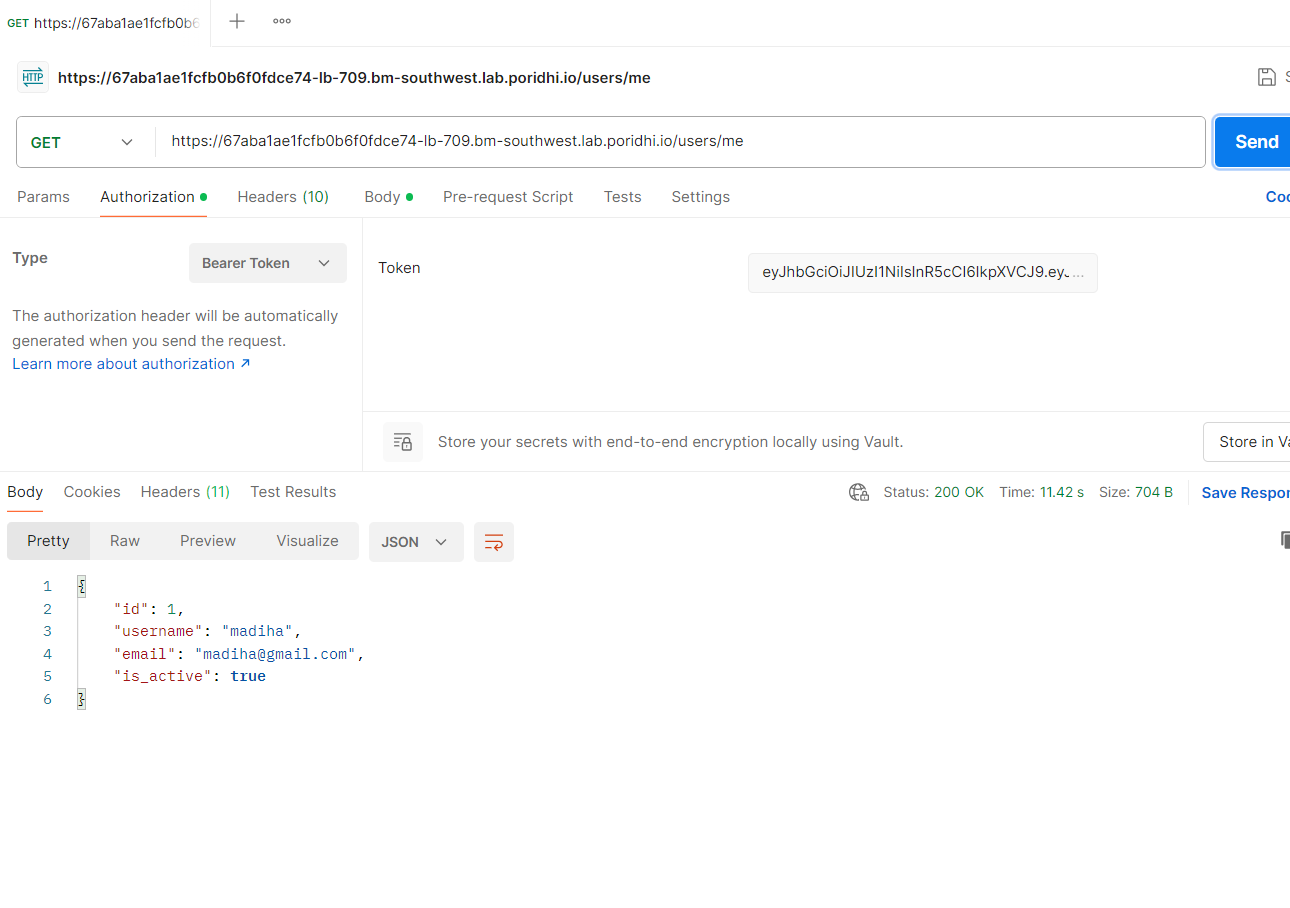 GET https://67aba1ae1fcfb0b6
HTTP https://67aba1ae1fcfb0b6f0fdce74-lb-709.bm-southwest.lab.poridhi.io/users/me S
GET https://67aba1ae1fcfb0b6f0fdce74-lb-709.bm-southwest.lab.poridhi.io/users/me Send
Params Authorization Headers (10) Body Pre-request Script Tests Settings Coo
Type Bearer Token Token eyJhbGciOiJIUzI1NiIsInR5cCI6IkpXVCJ9.eyJ...
The authorization header will be automatically
generated when you send the request.
Learn more about authorization ↗
Store your secrets with end-to-end encryption locally using Vault. Store in Va
Body Cookies Headers (11) Test Results Status: 200 OK Time: 11.42 s Size: 704 B Save Respon
Pretty Raw Preview Visualize JSON
1 {
2 "id": 1,
3 "username": "madiha",
4 "email": "madiha@gmail.com",
5 "is_active": true
6 }